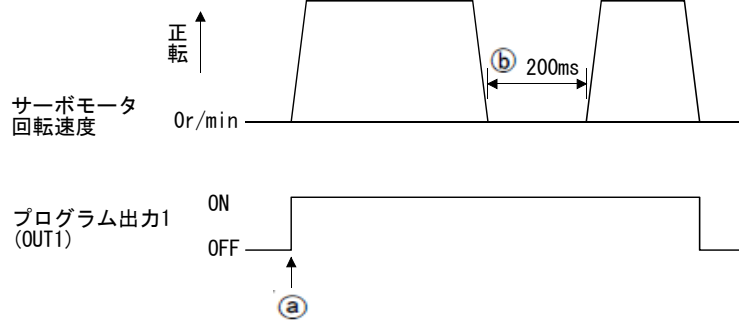 正
転
ⓑ 200ms
サーボモータ
回転速度
0r/min
プログラム出力1
(OUT1)
ON
OFF
ⓐ